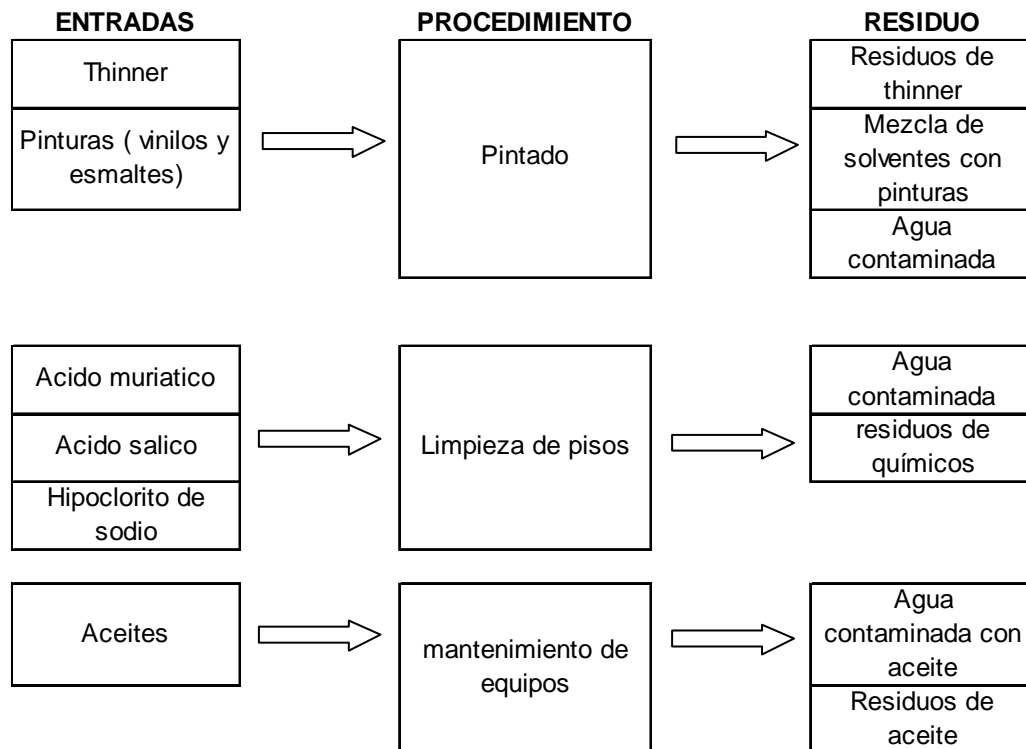 ENTRADAS
PROCEDIMIENTO
RESIDUO
Thinner
Pinturas ( vinilos y
esmaltes)
Pintado
Residuos de
thinner
Mezcla de
solventes con
pinturas
Agua
contaminada
Acido muriatico
Acido salico
Hipoclorito de
sodio
Limpieza de pisos
Agua
contaminada
residuos de
químicos
Aceites
mantenimiento de
equipos
Agua
contaminada con
aceite
Residuos de
aceite